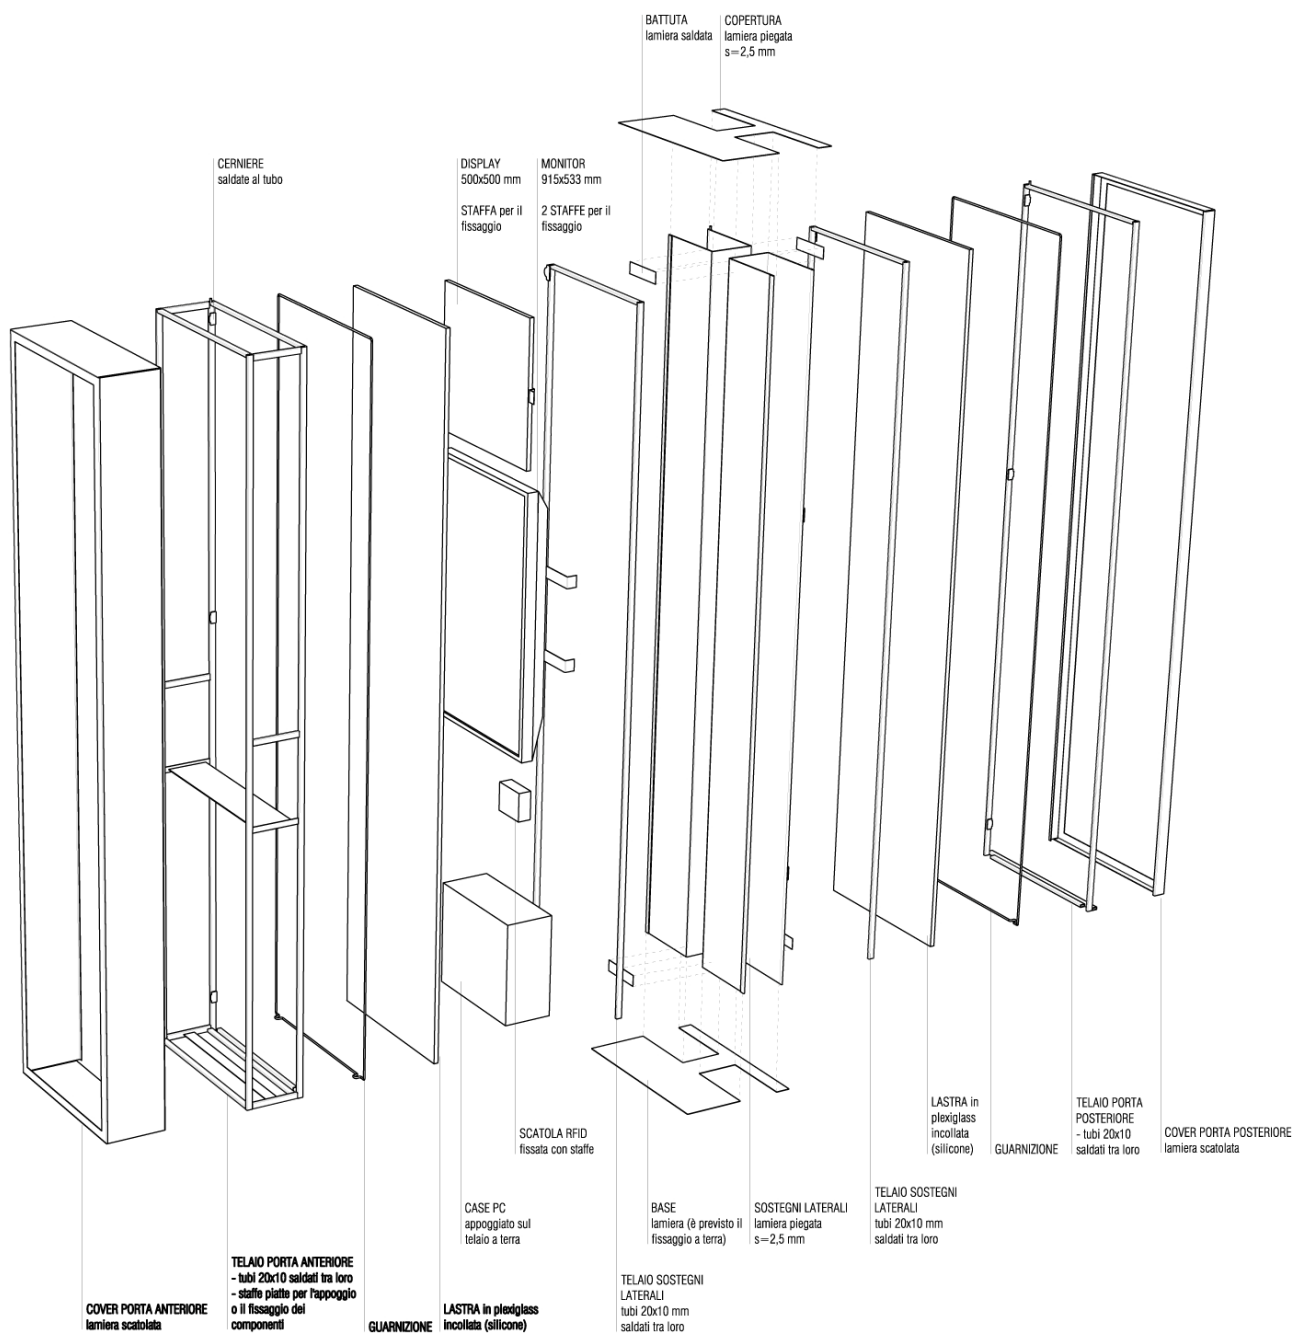 BATTUTA
lamiera saldata
COPERTURA
lamiera piegata
s=2,5 mm
CERNIERE
saldate al tubo
DISPLAY
500x500 mm
STAFFA per il
fissaggio
MONITOR
915x533 mm
2 STAFFE per il
fissaggio
COVER PORTA ANTERIORE
lamiera scatolata
TELAIO PORTA ANTERIORE
- tubi 20x10 saldati tra loro
- staffe piatte per l'appoggio
o il fissaggio dei
componenti
GUARNIZIONE
LASTRA in plexiglass
incollata (silicone)
CASE PC
appoggiato sul
telaio a terra
SCATOLA RFID
fissata con staffe
TELAIO SOSTEGNI
LATERALI
tubi 20x10 mm
saldati tra loro
BASE
lamiera (è previsto il
fissaggio a terra)
SOSTEGNI LATERALI
lamiera piegata
s=2,5 mm
TELAIO SOSTEGNI
LATERALI
tubi 20x10 mm
saldati tra loro
LASTRA in
plexiglass
incollata
(silicone)
GUARNIZIONE
TELAIO PORTA
POSTERIORE
- tubi 20x10
saldati tra loro
COVER PORTA POSTERIORE
lamiera scatolata